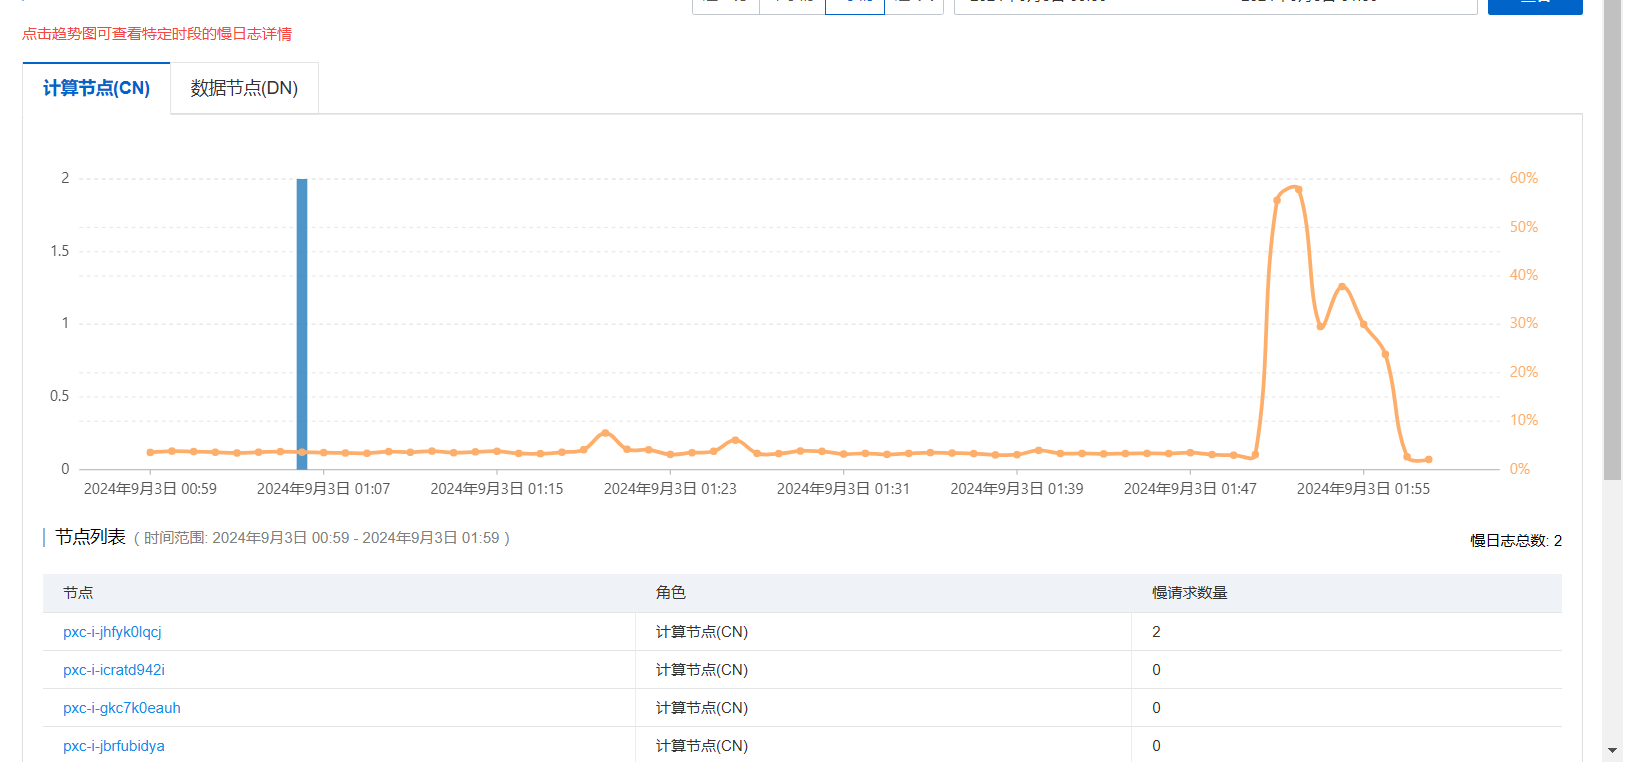 点击趋势图可查看特定时段的慢日志详情
计算节点(CN)
数据节点(DN)
2
1.5
1
0.5
0
60%
50%
40%
30%
20%
10%
0%
2024年9月3日 00:59
2024年9月3日 01:07
2024年9月3日 01:15
2024年9月3日 01:23
2024年9月3日 01:31
2024年9月3日 01:39
2024年9月3日 01:47
2024年9月3日 01:55
节点列表 ( 时间范围: 2024年9月3日 00:59 - 2024年9月3日 01:59 )
慢日志总数: 2
节点 角色 慢请求数量
pxc-i-jhfyk0lqcj 计算节点(CN) 2
pxc-i-icratd942i 计算节点(CN) 0
pxc-i-gkc7k0eauh 计算节点(CN) 0
pxc-i-jbrfubidya 计算节点(CN) 0